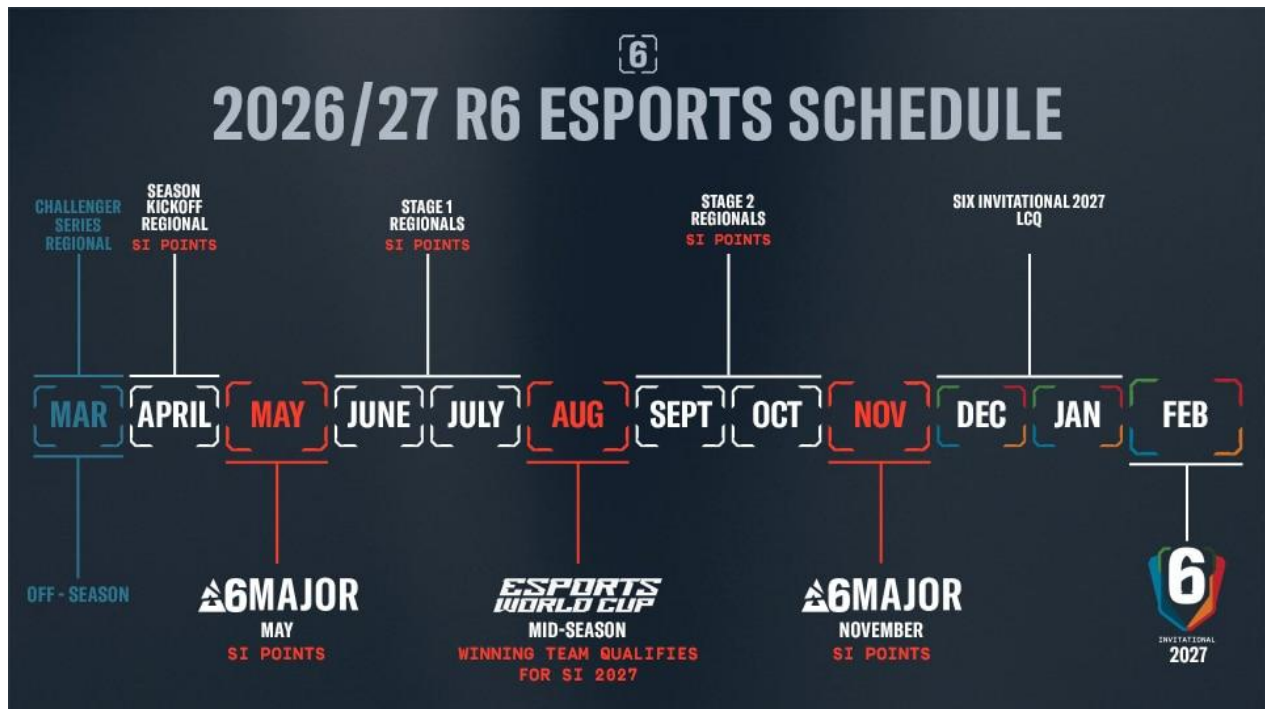 6
2026/27 R6 ESPORTS SCHEDULE
CHALLENGER
SERIES
REGIONAL
SEASON
KICKOFF
REGIONAL
SI POINTS
STAGE 1
REGIONALS
SI POINTS
STAGE 2
REGIONALS
SI POINTS
SIX INVITATIONAL 2027
LCQ
MAR APRIL MAY JUNE JULY AUG SEPT OCT NOV DEC JAN FEB
OFF - SEASON
6MAJOR
MAY
SI POINTS
ESPORTS
WORLD CUP
MID-SEASON
WINNING TEAM QUALIFIES
FOR SI 2027
6MAJOR
NOVEMBER
SI POINTS
6
INVITATIONAL
2027